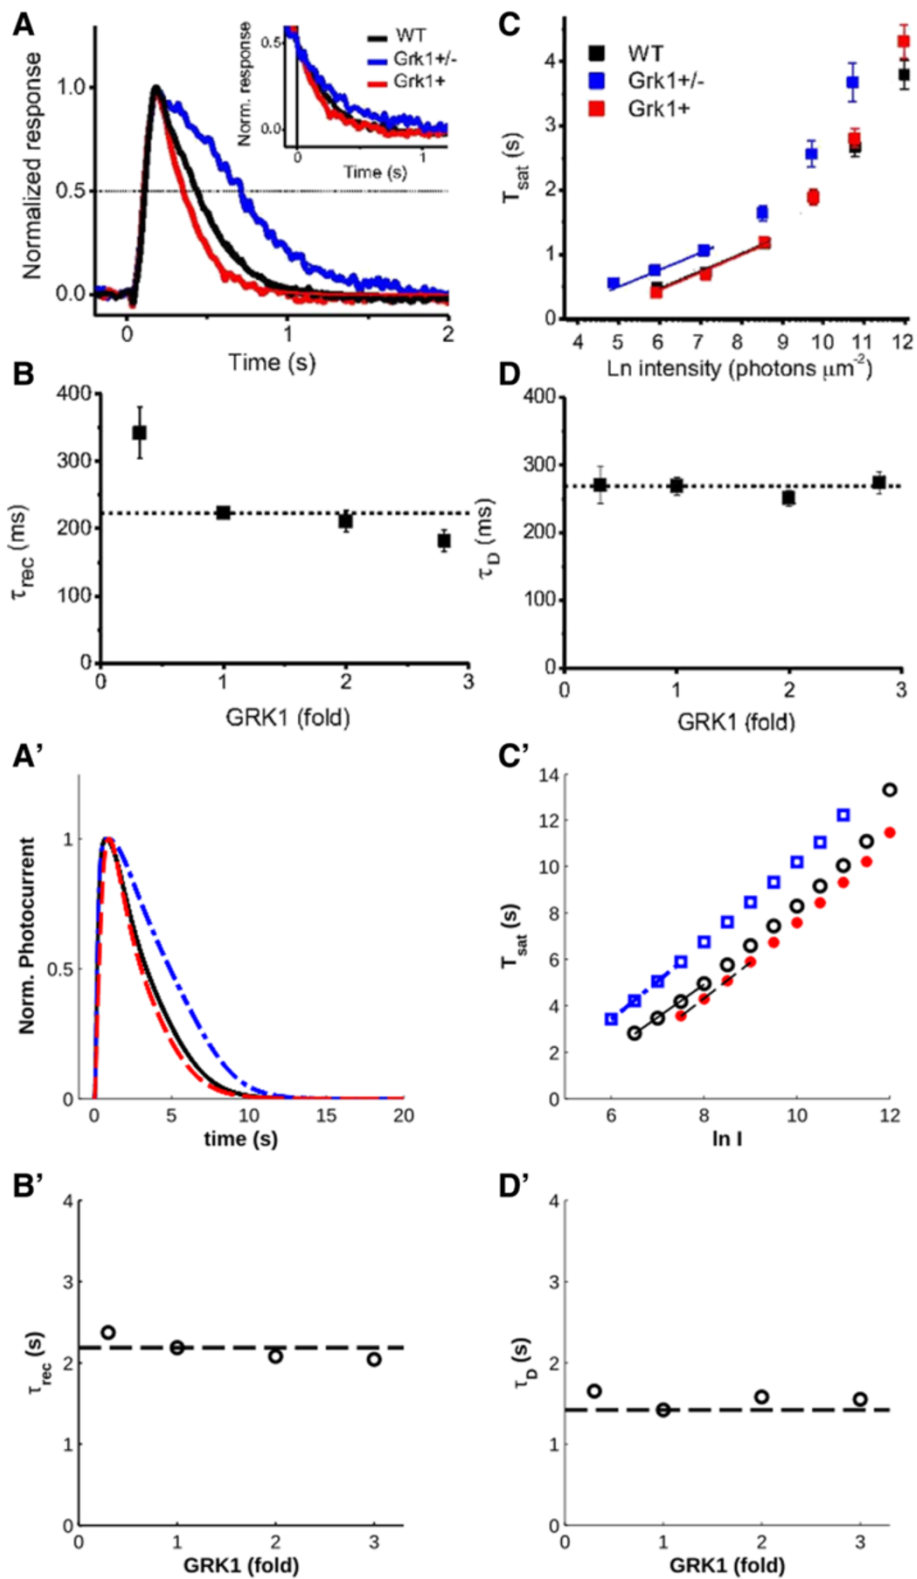 A
Normalized response
1.0
0.5
0.0
0
1
2
Time (s)
Norm. response
0.5
0.0
0
1
Time (s)
WT
Grk1+/-
Grk1+
C
Tsat (s)
4
3
2
1
0
WT
Grk1+/-
Grk1+
4 5 6 7 8 9 10 11 12
Ln intensity (photons μm-2)
B
τrec (ms)
400
300
200
100
0
0 1 2 3
GRK1 (fold)
D
τD (ms)
400
300
200
100
0
0 1 2 3
GRK1 (fold)
A’
Norm. Photocurrent
1
0.5
0
0 5 10 15 20
time (s)
C’
Tsat (s)
14
12
10
8
6
4
2
0
6 8 10 12
ln I
B’
τrec (s)
4
3
2
1
0
0 1 2 3
GRK1 (fold)
D’
τD (s)
4
3
2
1
0
0 1 2 3
GRK1 (fold)